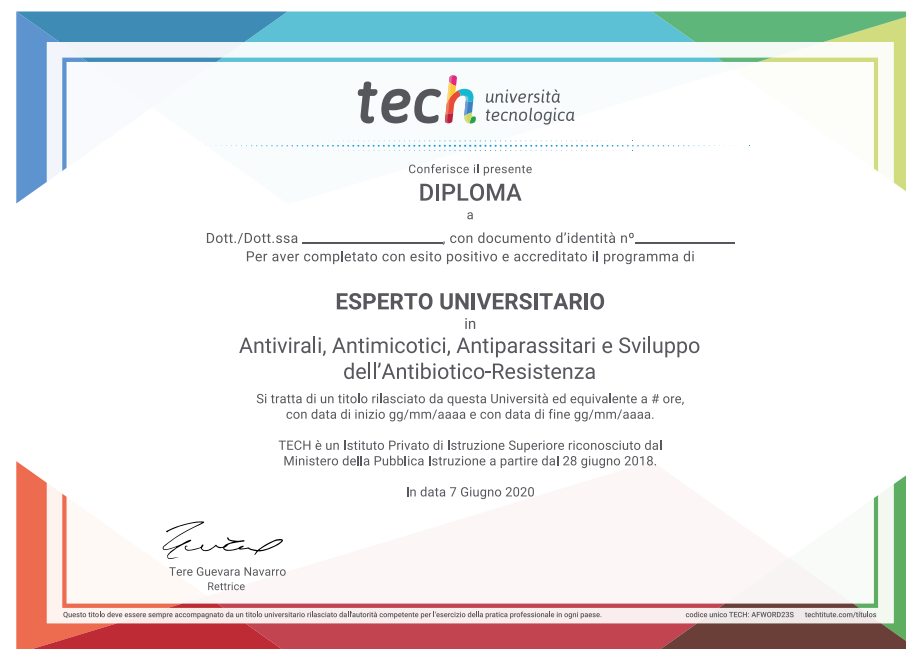 tech università
tecnologica
Conferisce il presente
DIPLOMA
a
Dott./Dott.ssa ____________________, con documento d'identità nº______________
Per aver completato con esito positivo e accreditato il programma di
ESPERTO UNIVERSITARIO
in
Antivirali, Antimicotici, Antiparassitari e Sviluppo
dell'Antibiotico-Resistenza
Si tratta di un titolo rilasciato da questa Università ed equivalente a # ore,
con data di inizio gg/mm/aaaa e con data di fine gg/mm/aaaa.
TECH è un Istituto Privato di Istruzione Superiore riconosciuto dal
Ministero della Pubblica Istruzione a partire dal 28 giugno 2018.
In data 7 Giugno 2020
Tere Guevara Navarro
Rettrice
Questo titolo deve essere sempre accompagnato da un titolo universitario rilasciato dall'autorità competente per l'esercizio della pratica professionale in ogni paese. codice unico TECH: AFWORD23S techtitute.com/titulos